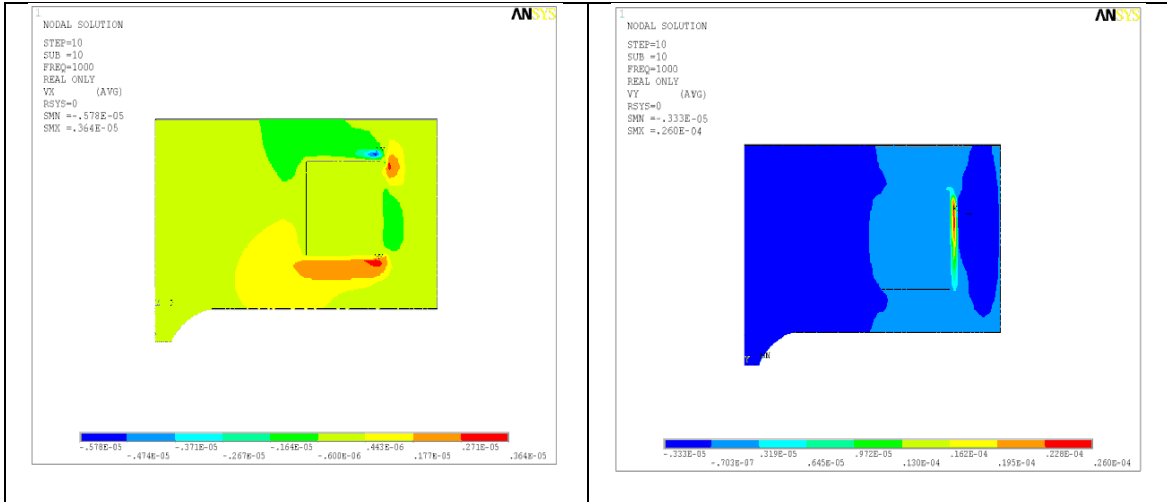 1
ANSYS
NODAL SOLUTION
STEP=10
SUB =10
FREQ=1000
REAL ONLY
VX (AVG)
RSYS=0
SMN =-.578E-05
SMX =.364E-05
-.578E-05 -.371E-05 -.164E-05 .443E-06 .271E-05
-.474E-05 -.267E-05 -.600E-06 .177E-05 .364E-05
1
ANSYS
NODAL SOLUTION
STEP=10
SUB =10
FREQ=1000
REAL ONLY
VY (AVG)
RSYS=0
SMN =-.333E-05
SMX =.260E-04
-.333E-05 .319E-05 .972E-05 .162E-04 .228E-04
-.703E-07 .645E-05 .130E-04 .195E-04 .260E-04